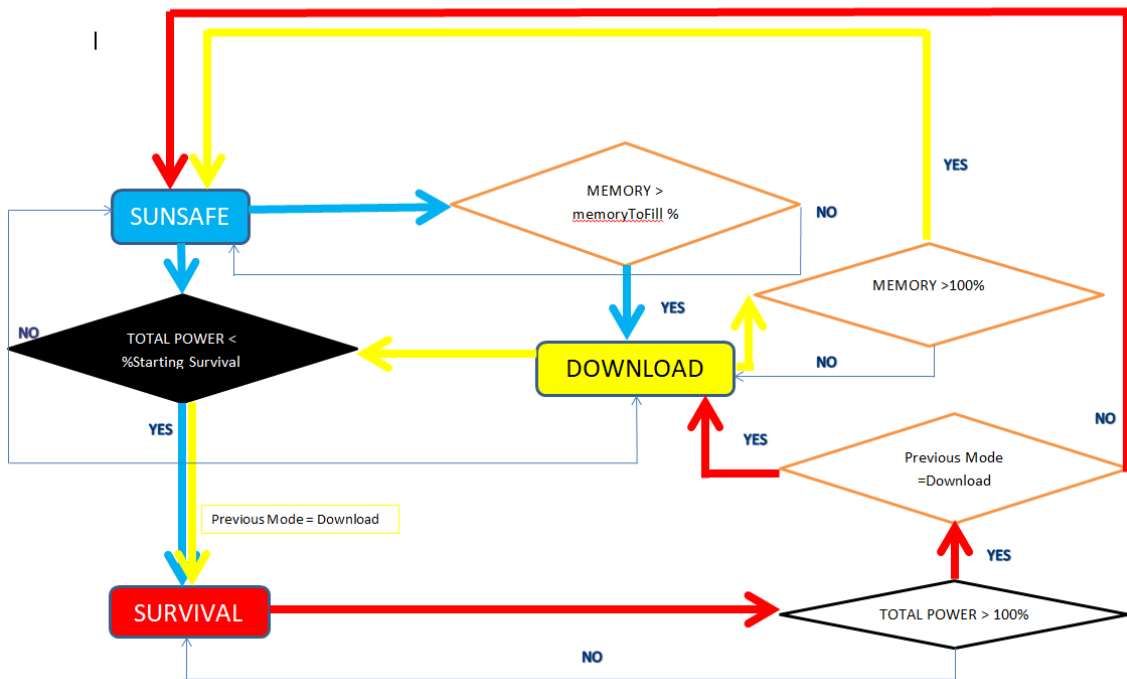 YES
MEMORY >
memoryToFill %
NO
SUNSAFE
MEMORY >100%
YES
NO
TOTAL POWER <
%Starting Survival
DOWNLOAD
NO
YES
YES
NO
Previous Mode
=Download
Previous Mode = Download
YES
SURVIVAL
TOTAL POWER > 100%
NO